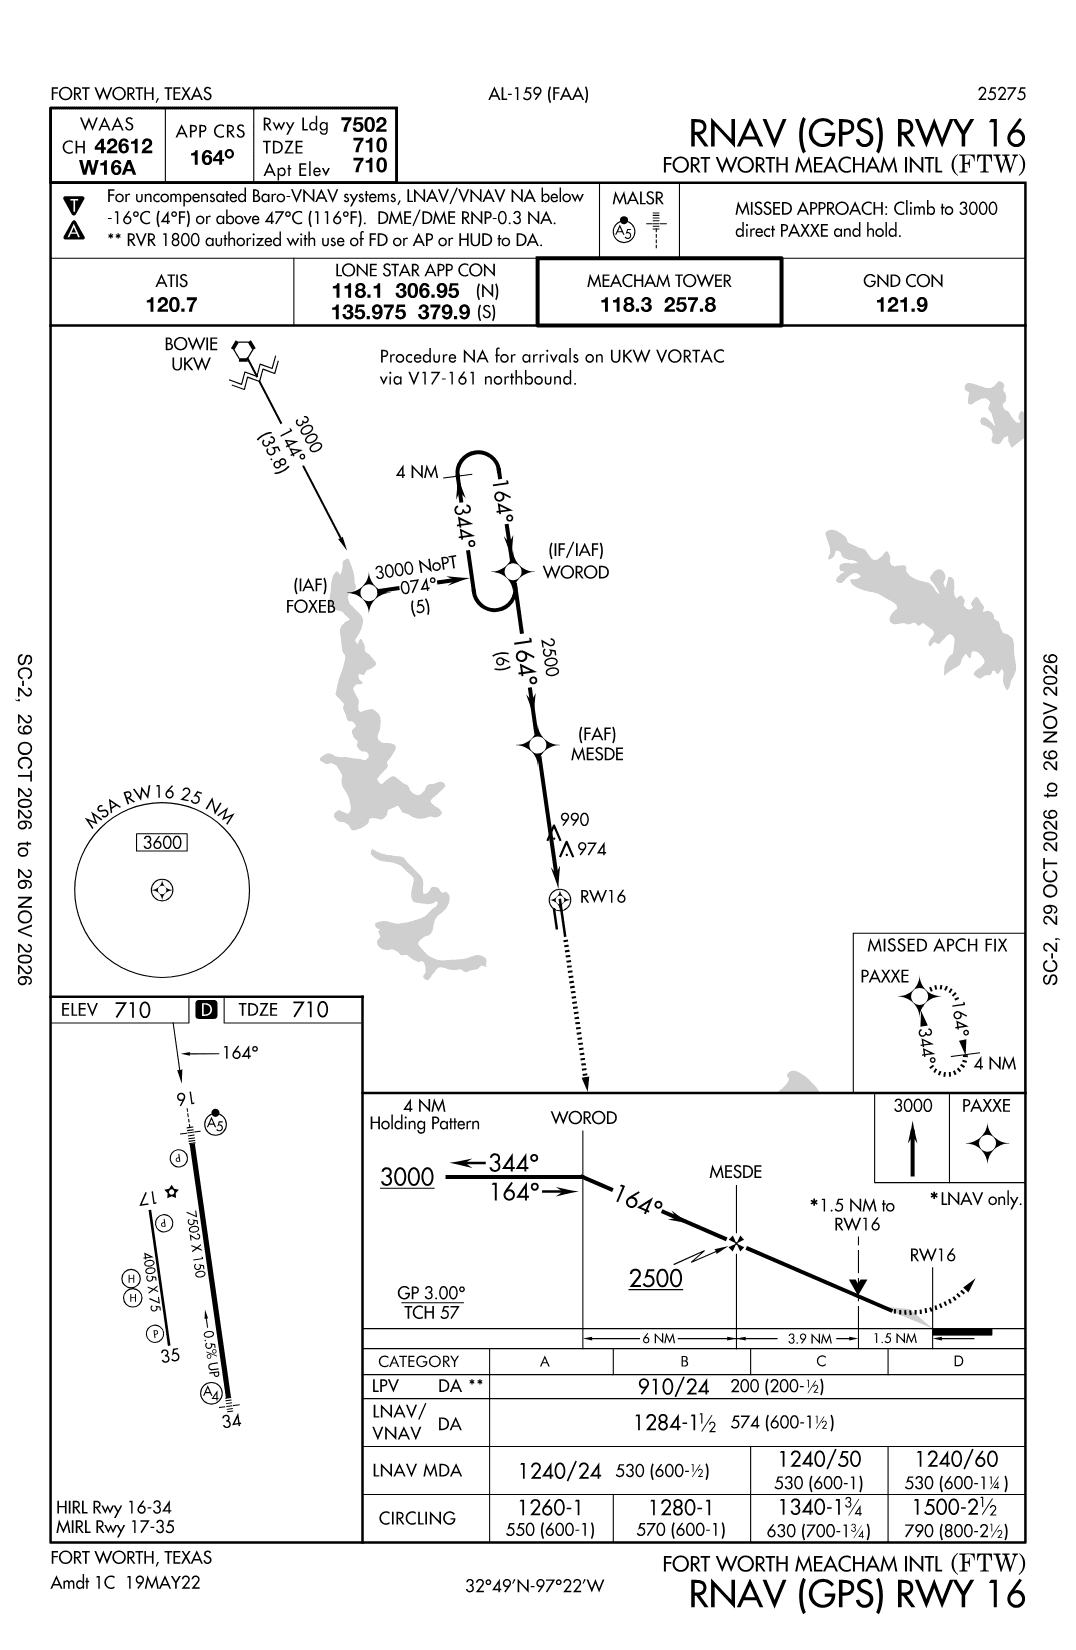 FORT WORTH, TEXAS
AL-159 (FAA)
25275
WAAS
CH 42612
W16A
APP CRS
164°
Rwy Ldg 7502
TDZE 710
Apt Elev 710
RNAV (GPS) RWY 16
FORT WORTH MEACHAM INTL (FTW)
T
A
For uncompensated Baro-VNAV systems, LNAV/VNAV NA below
-16°C (4°F) or above 47°C (116°F). DME/DME RNP-0.3 NA.
** RVR 1800 authorized with use of FD or AP or HUD to DA.
MALSR
A5
MISSED APPROACH: Climb to 3000
direct PAXXE and hold.
ATIS
120.7
LONE STAR APP CON
118.1 306.95 (N)
135.975 379.9 (S)
MEACHAM TOWER
118.3 257.8
GND CON
121.9
BOWIE
UKW
Procedure NA for arrivals on UKW VORTAC
via V17-161 northbound.
3000
144°
(35.8)
4 NM
344°
164°
(IF/IAF)
WOROD
(IAF)
FOXEB
3000 NoPT
074°
(5)
2500
164°
(6)
(FAF)
MESDE
990
974
RW16
MSA RW16 25 NM
3600
MISSED APCH FIX
PAXXE
164°
344°
4 NM
SC-2, 29 OCT 2026 to 26 NOV 2026
SC-2, 29 OCT 2026 to 26 NOV 2026
ELEV 710
D
TDZE 710
164°
16
A5
P
17
P
7502 X 150
4005 X 75
H
H
P
35
0.5% UP
A4
34
HIRL Rwy 16-34
MIRL Rwy 17-35
4 NM
Holding Pattern
WOROD
3000
344°
164°
164°
MESDE
2500
3000
PAXXE
*LNAV only.
*1.5 NM to
RW16
RW16
GP 3.00°
TCH 57
6 NM
3.9 NM
1.5 NM
CATEGORY A B C D
LPV DA ** 910/24 200 (200-½)
LNAV/
VNAV DA 1284-1½ 574 (600-1½)
LNAV MDA 1240/24 530 (600-½)
1240/50
530 (600-1)
1240/60
530 (600-1¼)
CIRCLING
1260-1
550 (600-1)
1280-1
570 (600-1)
1340-1¾
630 (700-1¾)
1500-2½
790 (800-2½)
FORT WORTH, TEXAS
Amdt 1C 19MAY22
32°49'N-97°22'W
FORT WORTH MEACHAM INTL (FTW)
RNAV (GPS) RWY 16